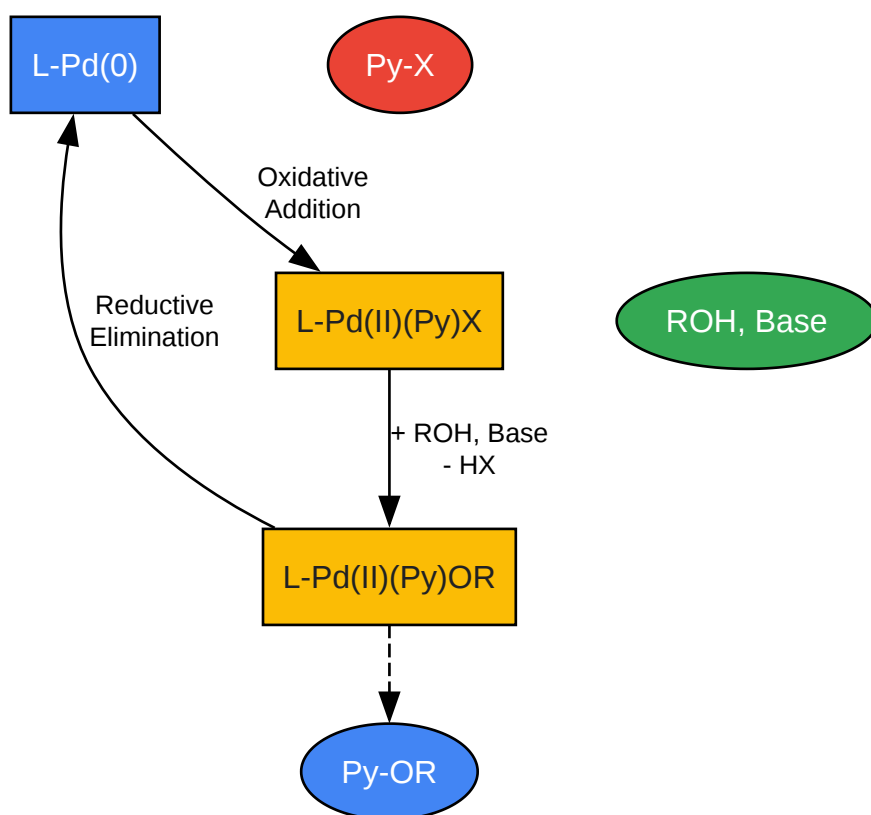 L-Pd(0)
Py-X
Oxidative
Addition
L-Pd(II)(Py)X
ROH, Base
Reductive
Elimination
+ ROH, Base
- HX
L-Pd(II)(Py)OR
Py-OR